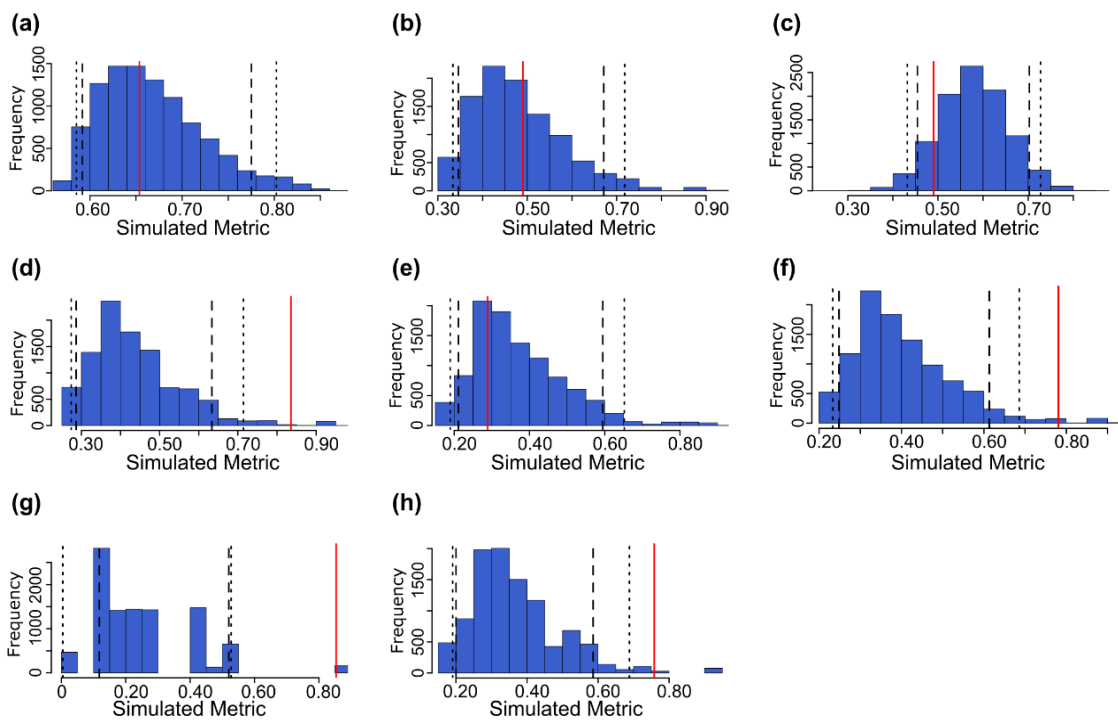 (a)
(b)
(c)
Frequency
0 500 1000 1500
0.60 0.70 0.80
Simulated Metric
Frequency
0 500 1500
0.30 0.50 0.70 0.90
Simulated Metric
Frequency
0 500 1500 2500
0.30 0.50 0.70
Simulated Metric
(d)
(e)
(f)
Frequency
0 500 1500
0.30 0.50 0.70 0.90
Simulated Metric
Frequency
0 500 1500
0.20 0.40 0.60 0.80
Simulated Metric
Frequency
0 500 1500
0.20 0.40 0.60 0.80
Simulated Metric
(g)
(h)
Frequency
0 1000 2000
0 0.20 0.40 0.60 0.80
Simulated Metric
Frequency
0 500 1500
0.20 0.40 0.60 0.80
Simulated Metric